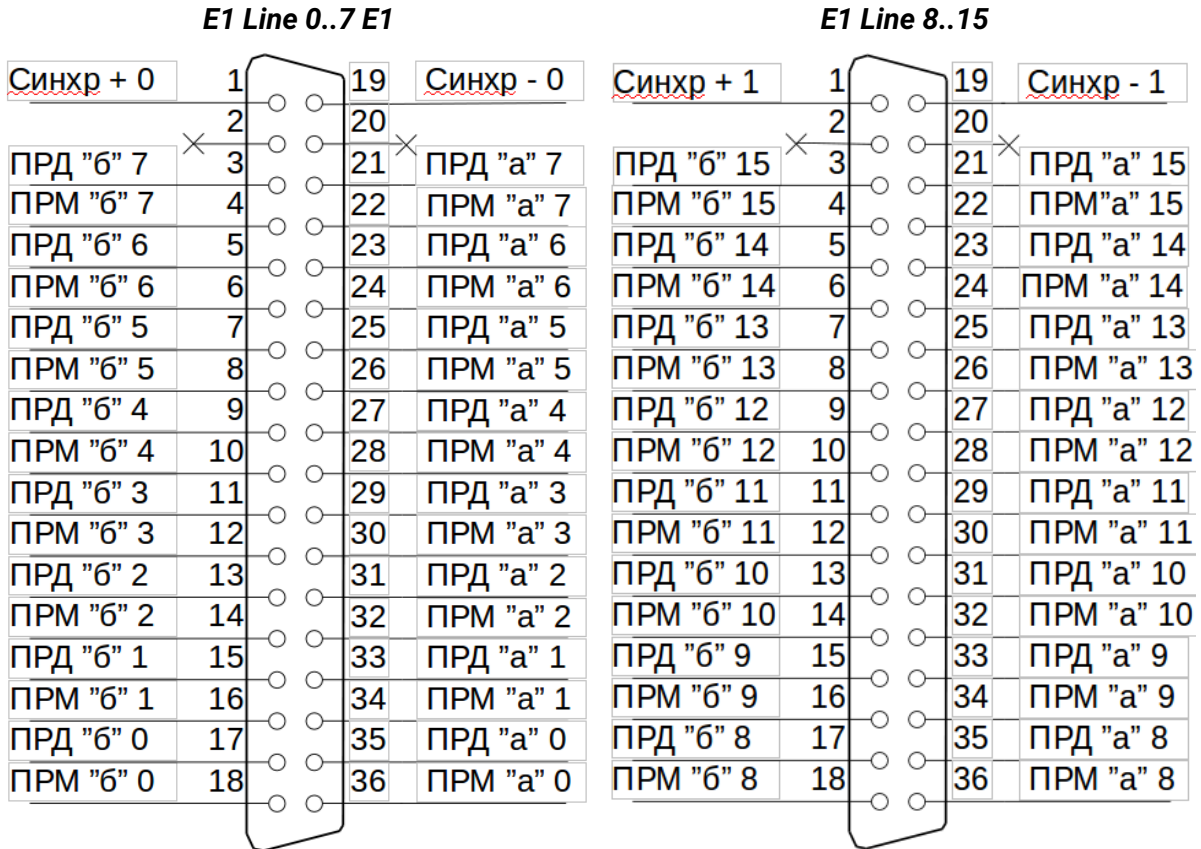 E1 Line 0..7 E1
Синхр + 0 1 19 Синхр - 0
2 20
ПРД ”б” 7 3 21 ПРД ”а” 7
ПРМ ”б” 7 4 22 ПРМ ”а” 7
ПРД ”б” 6 5 23 ПРД ”а” 6
ПРМ ”б” 6 6 24 ПРМ ”а” 6
ПРД ”б” 5 7 25 ПРД ”а” 5
ПРМ ”б” 5 8 26 ПРМ ”а” 5
ПРД ”б” 4 9 27 ПРД ”а” 4
ПРМ ”б” 4 10 28 ПРМ ”а” 4
ПРД ”б” 3 11 29 ПРД ”а” 3
ПРМ ”б” 3 12 30 ПРМ ”а” 3
ПРД ”б” 2 13 31 ПРД ”а” 2
ПРМ ”б” 2 14 32 ПРМ ”а” 2
ПРД ”б” 1 15 33 ПРД ”а” 1
ПРМ ”б” 1 16 34 ПРМ ”а” 1
ПРД ”б” 0 17 35 ПРД ”а” 0
ПРМ ”б” 0 18 36 ПРМ ”а” 0
E1 Line 8..15
Синхр + 1 1 19 Синхр - 1
2 20
ПРД ”б” 15 3 21 ПРД ”а” 15
ПРМ ”б” 15 4 22 ПРМ”а” 15
ПРД ”б” 14 5 23 ПРД ”а” 14
ПРМ ”б” 14 6 24 ПРМ ”а” 14
ПРД ”б” 13 7 25 ПРД ”а” 13
ПРМ ”б” 13 8 26 ПРМ ”а” 13
ПРД ”б” 12 9 27 ПРД ”а” 12
ПРМ ”б” 12 10 28 ПРМ ”а” 12
ПРД ”б” 11 11 29 ПРД ”а” 11
ПРМ ”б” 11 12 30 ПРМ ”а” 11
ПРД ”б” 10 13 31 ПРД ”а” 10
ПРМ ”б” 10 14 32 ПРМ ”а” 10
ПРД ”б” 9 15 33 ПРД ”а” 9
ПРМ ”б” 9 16 34 ПРМ ”а” 9
ПРД ”б” 8 17 35 ПРД ”а” 8
ПРМ ”б” 8 18 36 ПРМ ”а” 8